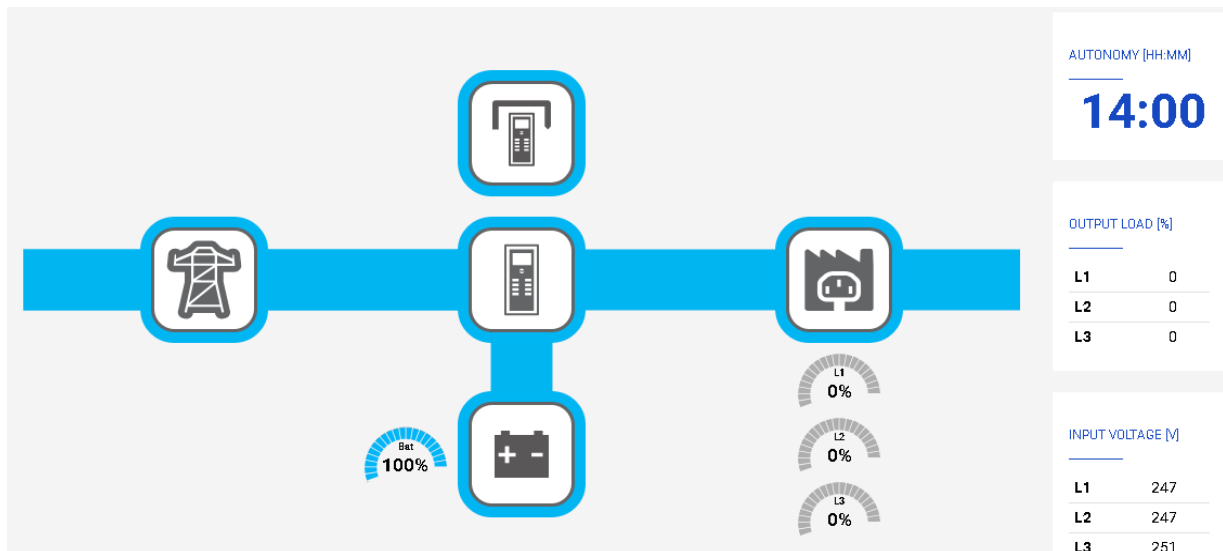 AUTONOMY [HH:MM]
14:00
OUTPUT LOAD [%]
L1 0
L2 0
L3 0
INPUT VOLTAGE [V]
L1 247
L2 247
L3 251
Bat
100%
L1
0%
L2
0%
L3
0%